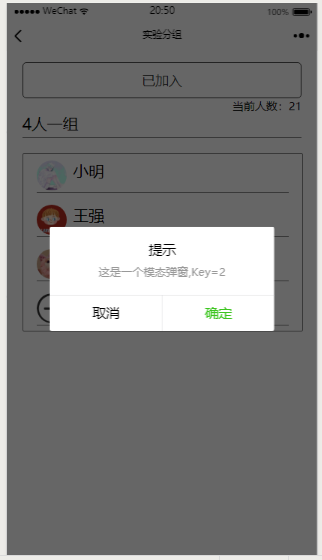 WeChat 20:50 100%
实验分组
已加入
当前人数：21
4人一组
小明
王强
提示
这是一个模态弹窗,Key=2
取消 确定